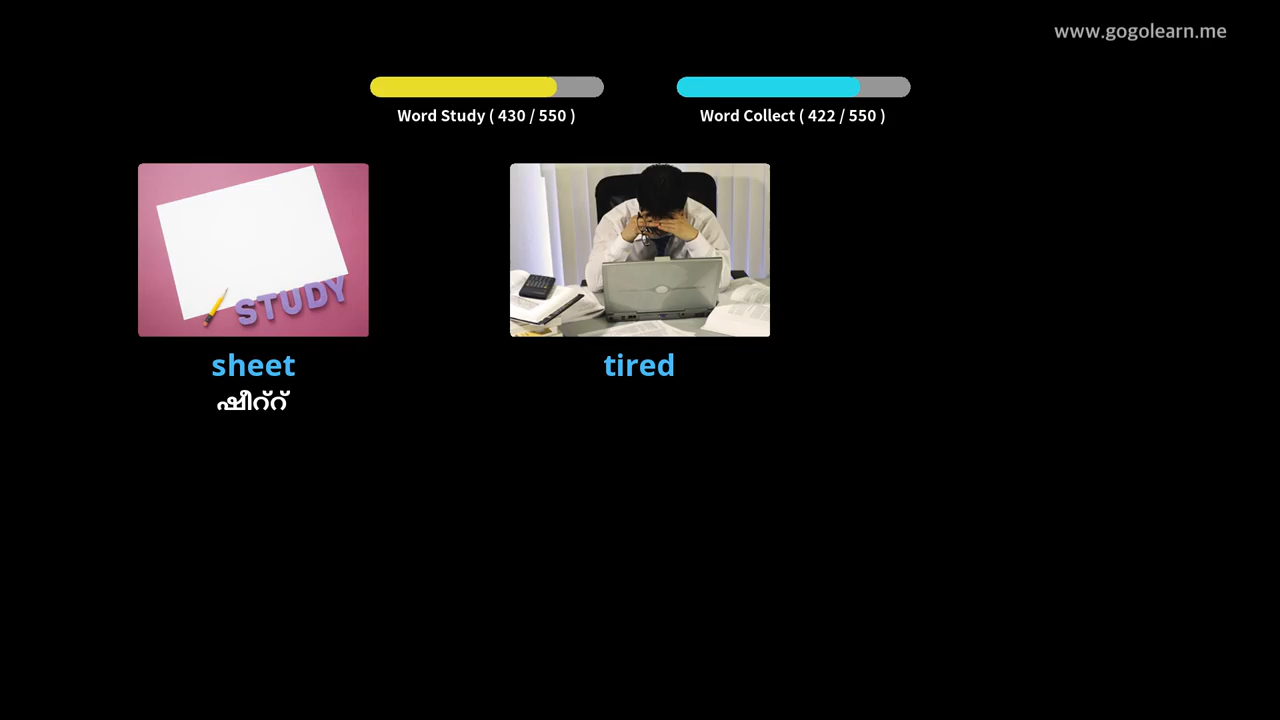 www.gogolearn.me
Word Study ( 430 / 550 )
Word Collect ( 422 / 550 )
STUDY
sheet
tired
ഷീറ്റ്